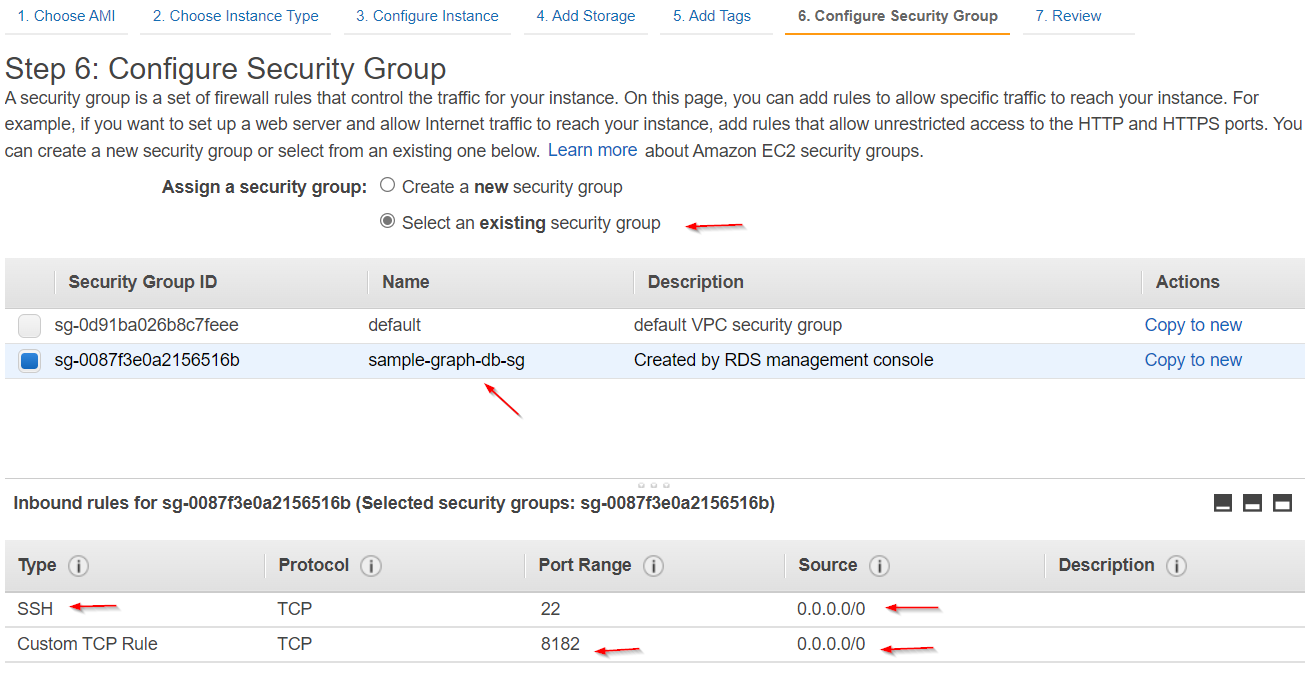 1. Choose AMI 2. Choose Instance Type 3. Configure Instance 4. Add Storage 5. Add Tags 6. Configure Security Group 7. Review
Step 6: Configure Security Group
A security group is a set of firewall rules that control the traffic for your instance. On this page, you can add rules to allow specific traffic to reach your instance. For
example, if you want to set up a web server and allow Internet traffic to reach your instance, add rules that allow unrestricted access to the HTTP and HTTPS ports. You
can create a new security group or select from an existing one below. Learn more about Amazon EC2 security groups.
Assign a security group: Create a new security group
Select an existing security group
Security Group ID Name Description Actions
sg-0d91ba026b8c7feee default default VPC security group Copy to new
sg-0087f3e0a2156516b sample-graph-db-sg Created by RDS management console Copy to new
Inbound rules for sg-0087f3e0a2156516b (Selected security groups: sg-0087f3e0a2156516b)
Type i Protocol i Port Range i Source i Description i
SSH TCP 22 0.0.0.0/0
Custom TCP Rule TCP 8182 0.0.0.0/0